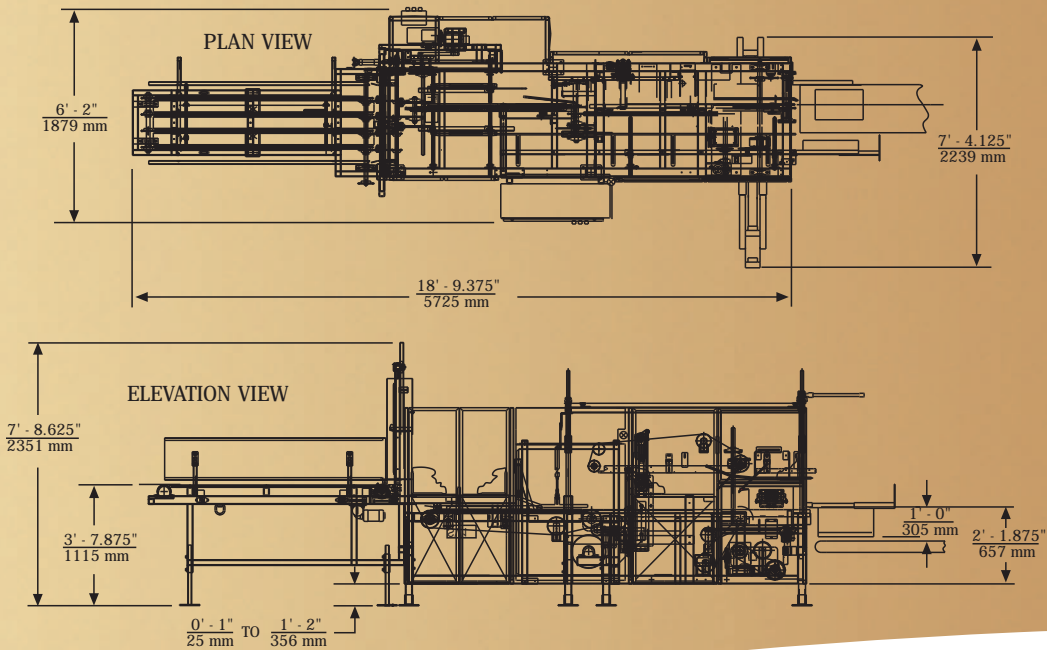 PLAN VIEW
6' - 2"
1879 mm
7' - 4.125"
2239 mm
18' - 9.375"
5725 mm
ELEVATION VIEW
7' - 8.625"
2351 mm
3' - 7.875"
1115 mm
1' - 0"
305 mm
2' - 1.875"
657 mm
0' - 1" TO 1' - 2"
25 mm 356 mm